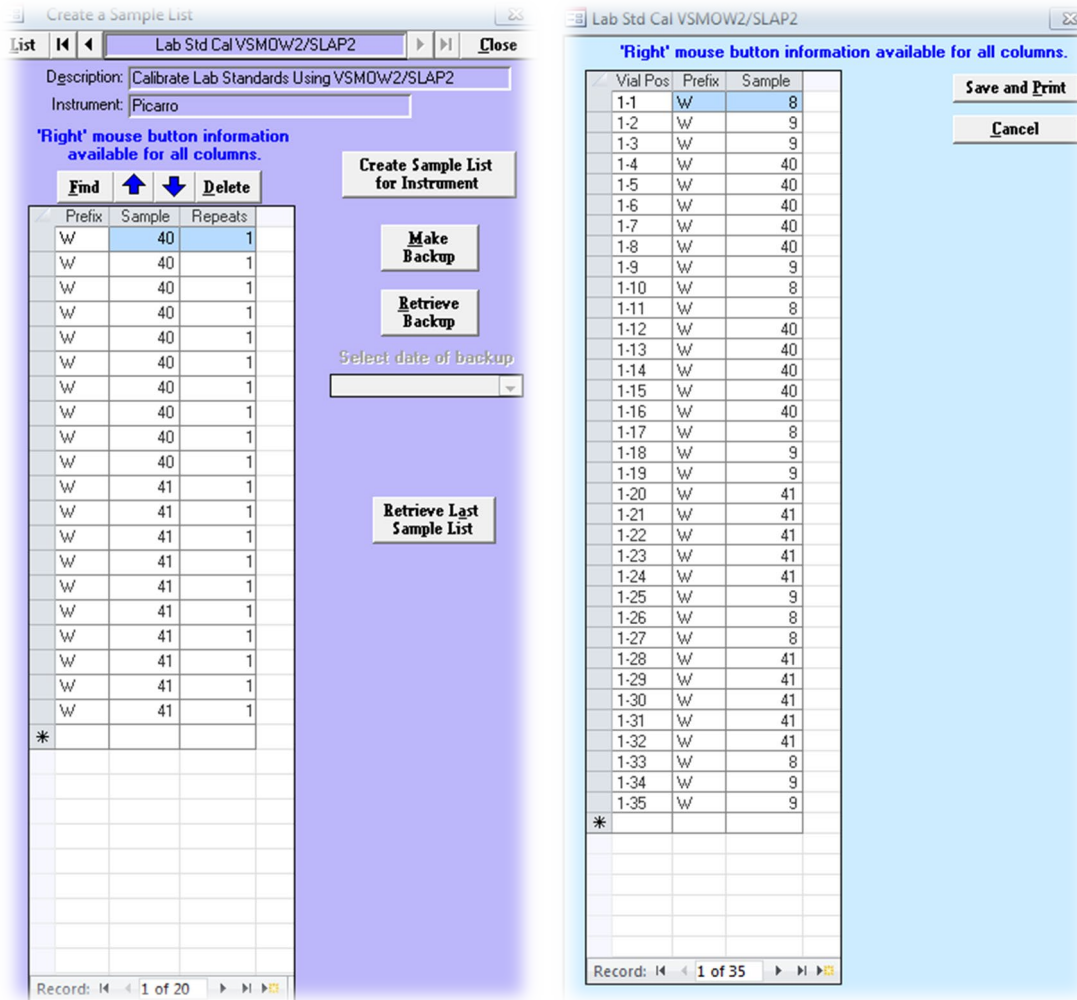 Create a Sample List
List Lab Std Cal VSMOW2/SLAP2 Close
Description: Calibrate Lab Standards Using VSMOW2/SLAP2
Instrument: Picarro
'Right' mouse button information
available for all columns.
Find Delete
Prefix Sample Repeats
W 40 1
W 40 1
W 40 1
W 40 1
W 40 1
W 40 1
W 40 1
W 40 1
W 40 1
W 40 1
W 41 1
W 41 1
W 41 1
W 41 1
W 41 1
W 41 1
W 41 1
W 41 1
W 41 1
W 41 1
*
Record: 1 of 20
Create Sample List
for Instrument
Make
Backup
Retrieve
Backup
Select date of backup
Retrieve Last
Sample List
Lab Std Cal VSMOW2/SLAP2
'Right' mouse button information available for all columns.
Vial Pos Prefix Sample
1-1 W 8
1-2 W 9
1-3 W 9
1-4 W 40
1-5 W 40
1-6 W 40
1-7 W 40
1-8 W 40
1-9 W 9
1-10 W 8
1-11 W 8
1-12 W 40
1-13 W 40
1-14 W 40
1-15 W 40
1-16 W 40
1-17 W 8
1-18 W 9
1-19 W 9
1-20 W 41
1-21 W 41
1-22 W 41
1-23 W 41
1-24 W 41
1-25 W 9
1-26 W 8
1-27 W 8
1-28 W 41
1-29 W 41
1-30 W 41
1-31 W 41
1-32 W 41
1-33 W 8
1-34 W 9
1-35 W 9
*
Record: 1 of 35
Save and Print
Cancel